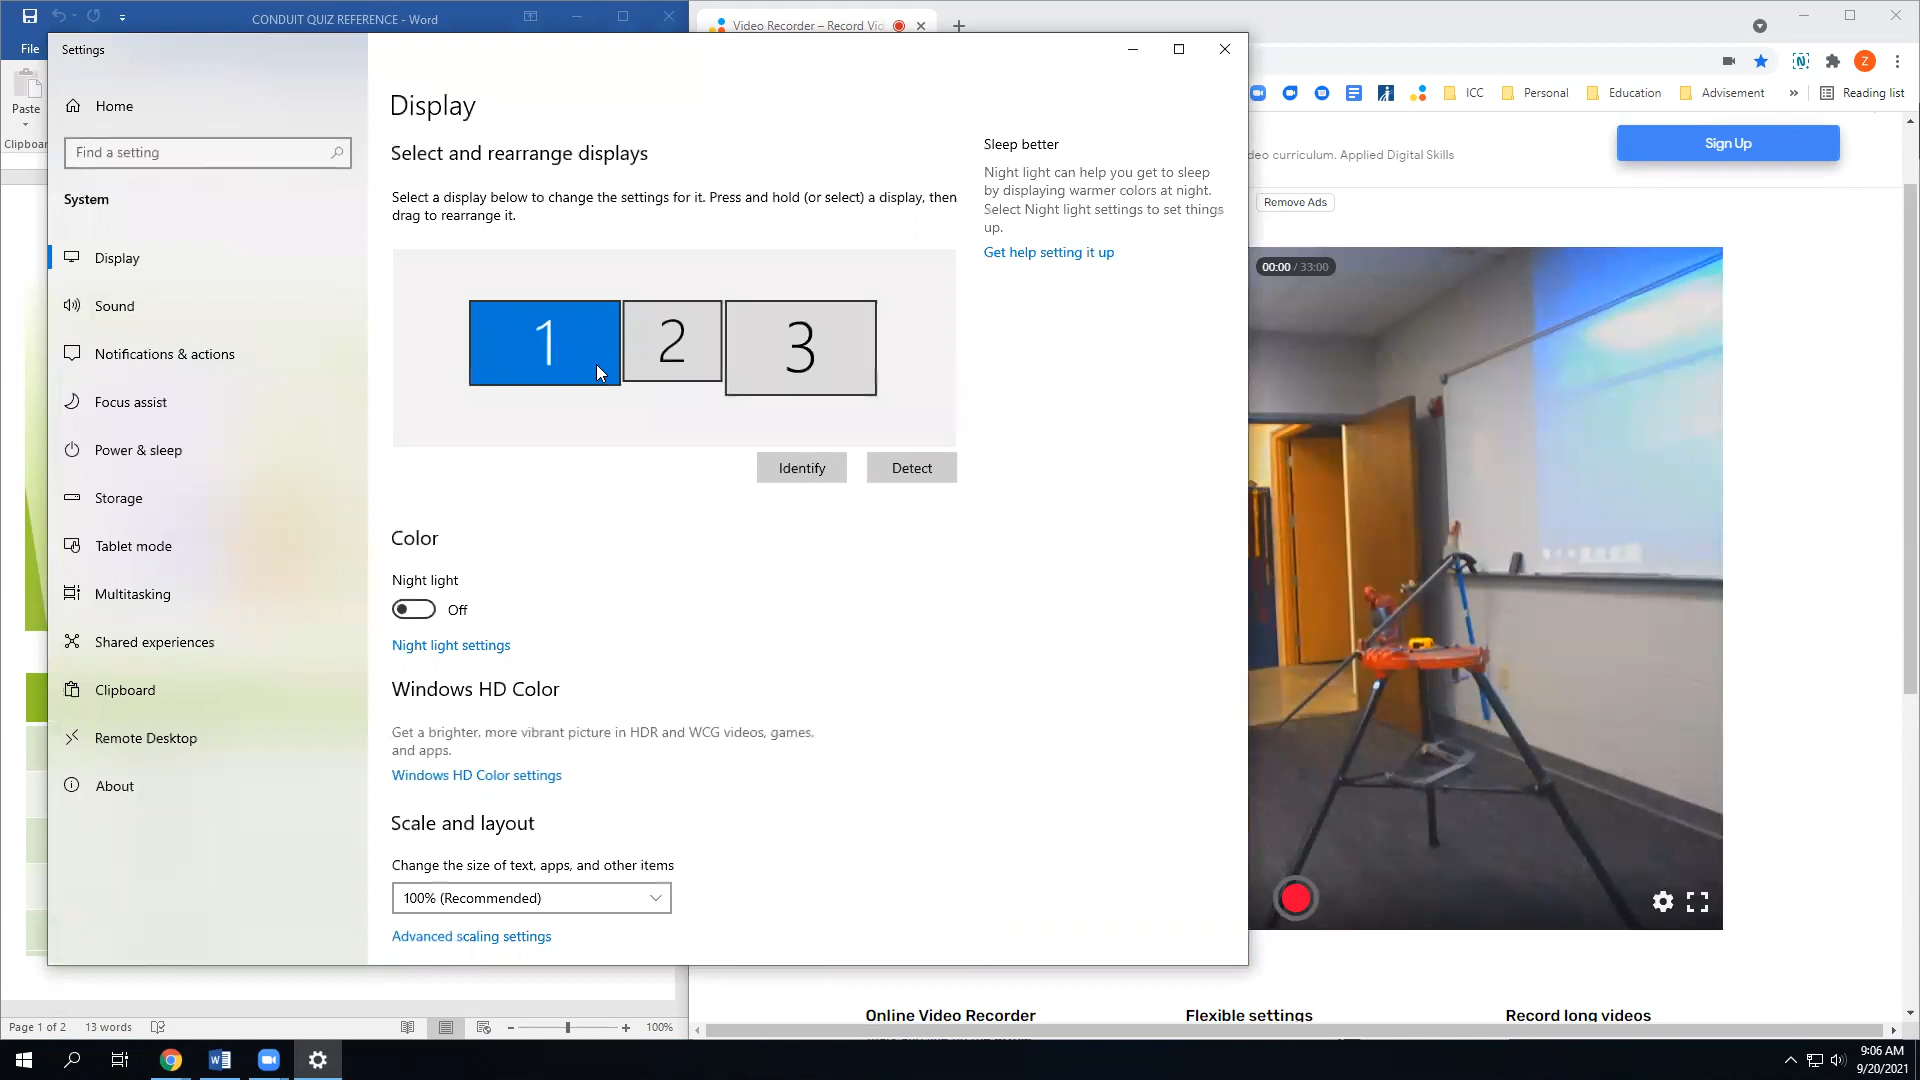 CONDUIT QUIZ REFERENCE - Word
Video Recorder – Record Vid
File
Settings
Paste
Clipboar
Home
Find a setting
System
Display
Sound
Notifications & actions
Focus assist
Power & sleep
Storage
Tablet mode
Multitasking
Shared experiences
Clipboard
Remote Desktop
About
Display
Select and rearrange displays
Select a display below to change the settings for it. Press and hold (or select) a display, then
drag to rearrange it.
1
2
3
Identify
Detect
Color
Night light
Off
Night light settings
Windows HD Color
Get a brighter, more vibrant picture in HDR and WCG videos, games,
and apps.
Windows HD Color settings
Scale and layout
Change the size of text, apps, and other items
100% (Recommended)
Advanced scaling settings
Sleep better
Night light can help you get to sleep
by displaying warmer colors at night.
Select Night light settings to set things
up.
Get help setting it up
Z
ICC
Personal
Education
Advisement
»
Reading list
deo curriculum. Applied Digital Skills
Sign Up
Remove Ads
00:00 / 33:00
Online Video Recorder
Flexible settings
Record long videos
Page 1 of 2
13 words
100%
9:06 AM
9/20/2021